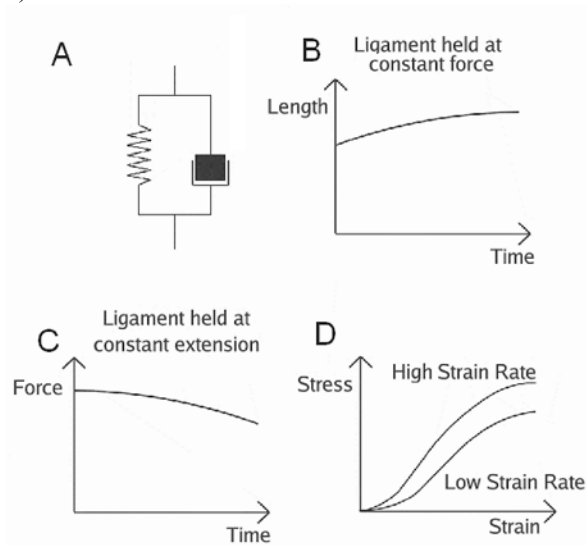 A
B
Ligament held at
constant force
Length
Time
C
Ligament held at
constant extension
Force
Time
D
Stress
High Strain Rate
Low Strain Rate
Strain